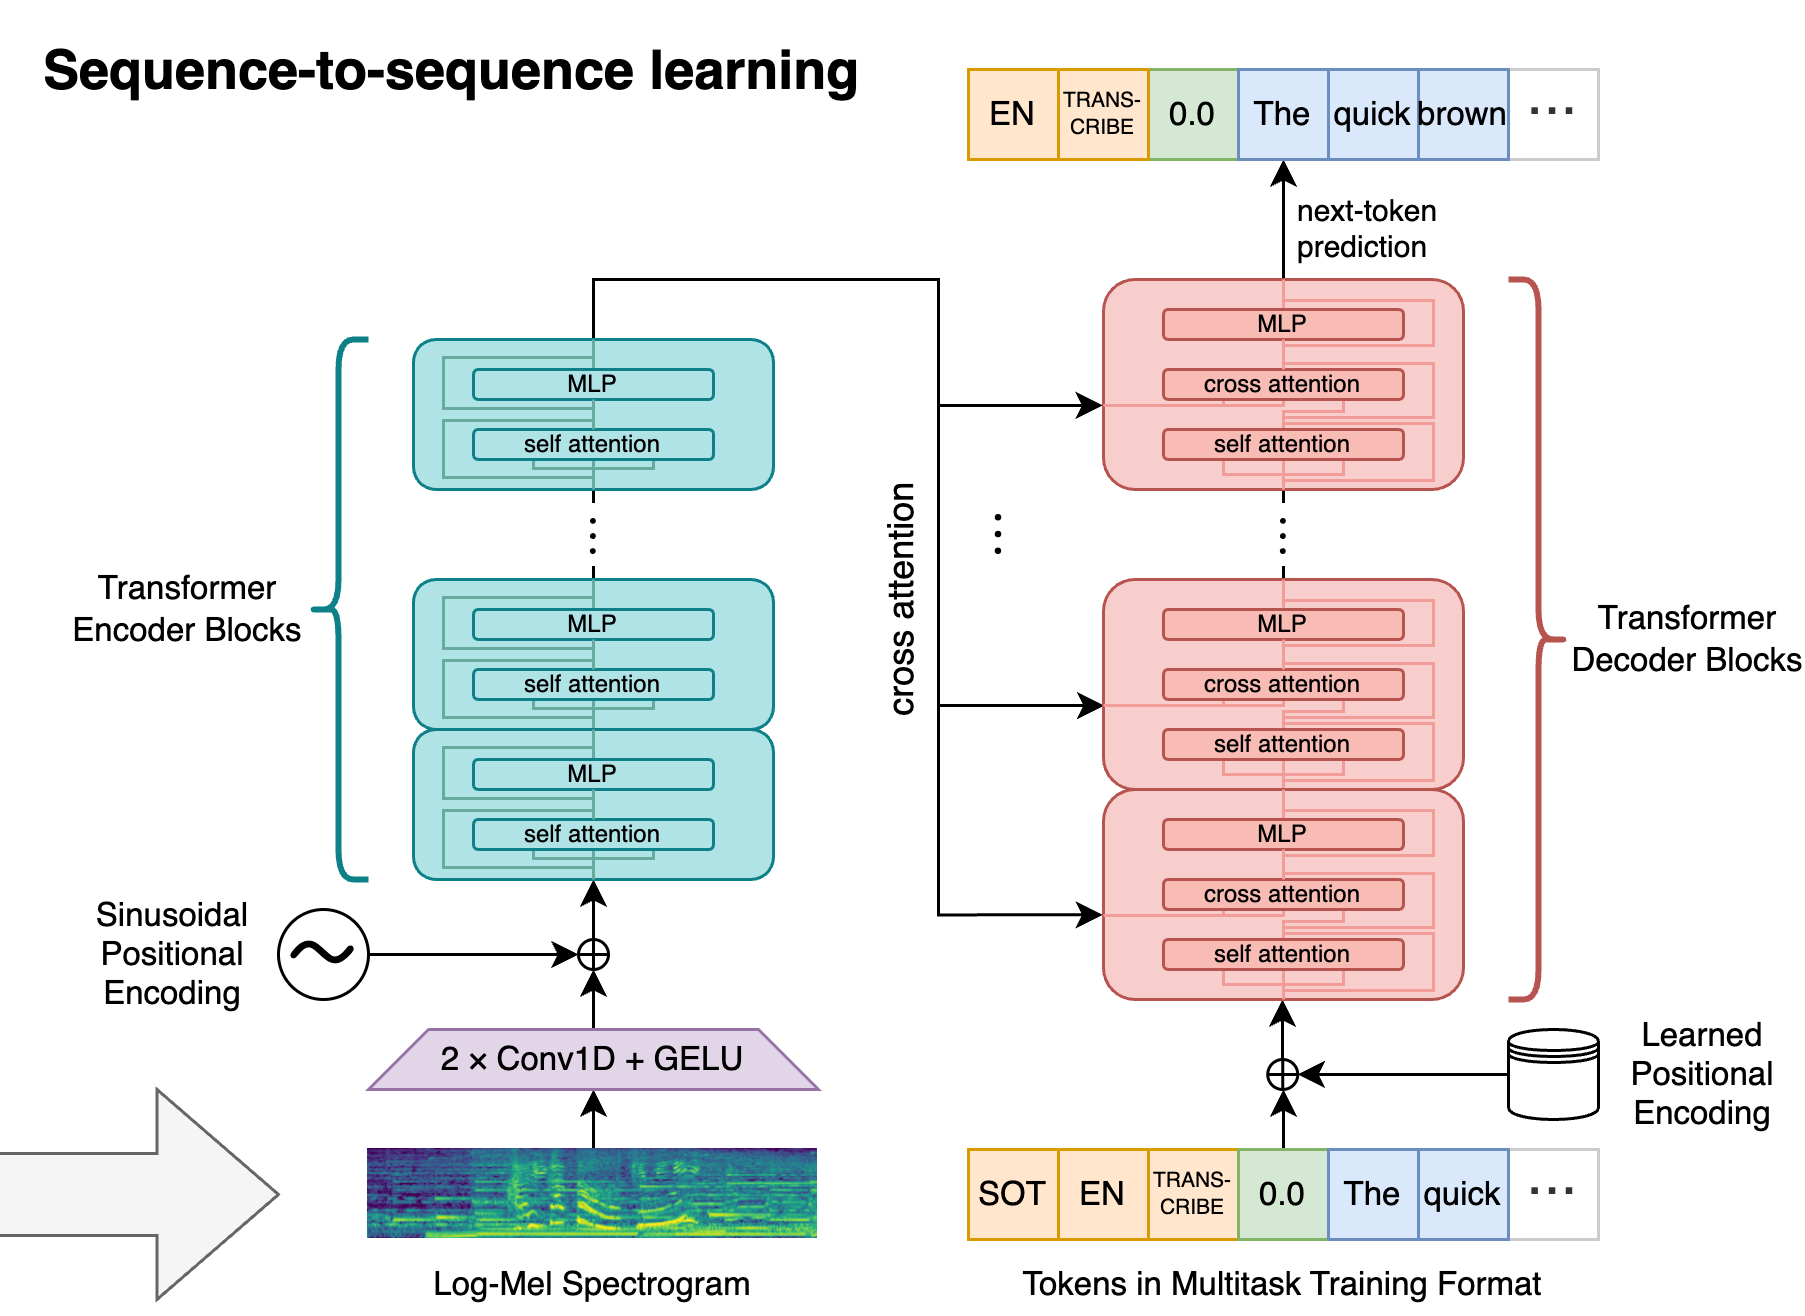 Sequence-to-sequence learning
EN
TRANS-
CRIBE
0.0
The
quick
brown
...
next-token
prediction
MLP
self attention
MLP
self attention
MLP
self attention
Transformer
Encoder Blocks
cross attention
MLP
cross attention
self attention
MLP
cross attention
self attention
MLP
cross attention
self attention
Transformer
Decoder Blocks
Sinusoidal
Positional
Encoding
2 × Conv1D + GELU
Log-Mel Spectrogram
Learned
Positional
Encoding
SOT
EN
TRANS-
CRIBE
0.0
The
quick
...
Tokens in Multitask Training Format